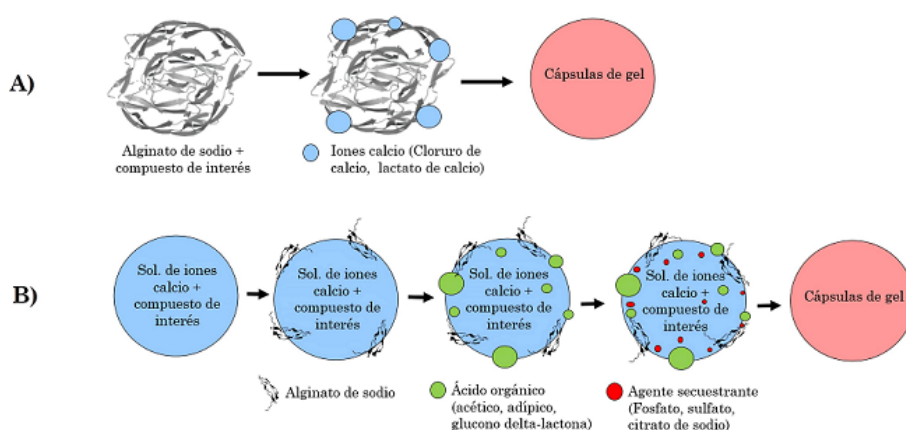 A)
Alginato de sodio +
compuesto de interés
Iones calcio (Cloruro de
calcio, lactato de calcio)
Cápsulas de gel
B)
Sol. de iones
calcio +
compuesto de
interés
Sol. de iones
calcio +
compuesto de
interés
Sol. de iones
calcio +
compuesto de
interés
Sol. de iones
calcio +
compuesto de
interés
Cápsulas de gel
Alginato de sodio
Ácido orgánico
(acético, adípico,
glucono delta-lactona)
Agente secuestrante
(Fosfato, sulfato,
citrato de sodio)